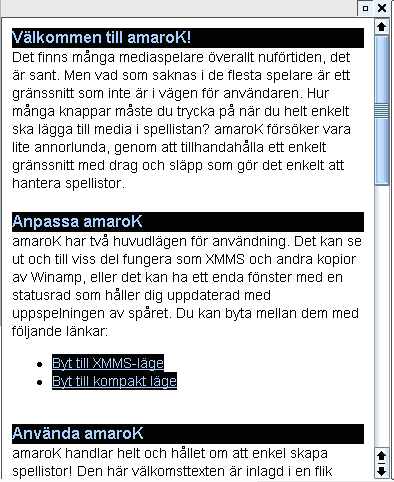 Välkommen till amaroK!
Det finns många mediaspelare överallt nuförtiden, det
är sant. Men vad som saknas i de flesta spelare är ett
gränssnitt som inte är i vägen för användaren. Hur
många knappar måste du trycka på när du helt enkelt
ska lägga till media i spellistan? amaroK försöker vara
lite annorlunda, genom att tillhandahålla ett enkelt
gränssnitt med drag och släpp som gör det enkelt att
hantera spellistor.
Anpassa amaroK
amaroK har två huvudlägen för användning. Det kan se
ut och till viss del fungera som XMMS och andra kopior
av Winamp, eller det kan ha ett enda fönster med en
statusrad som håller dig uppdaterad med
uppspelningen av spåret. Du kan byta mellan dem med
följande länkar:
• Byt till XMMS-läge
• Byt till kompakt läge
Använda amaroK
amaroK handlar helt och hållet om att enkel skapa
spellistor! Den här välkomsttexten är inlagd i en flik